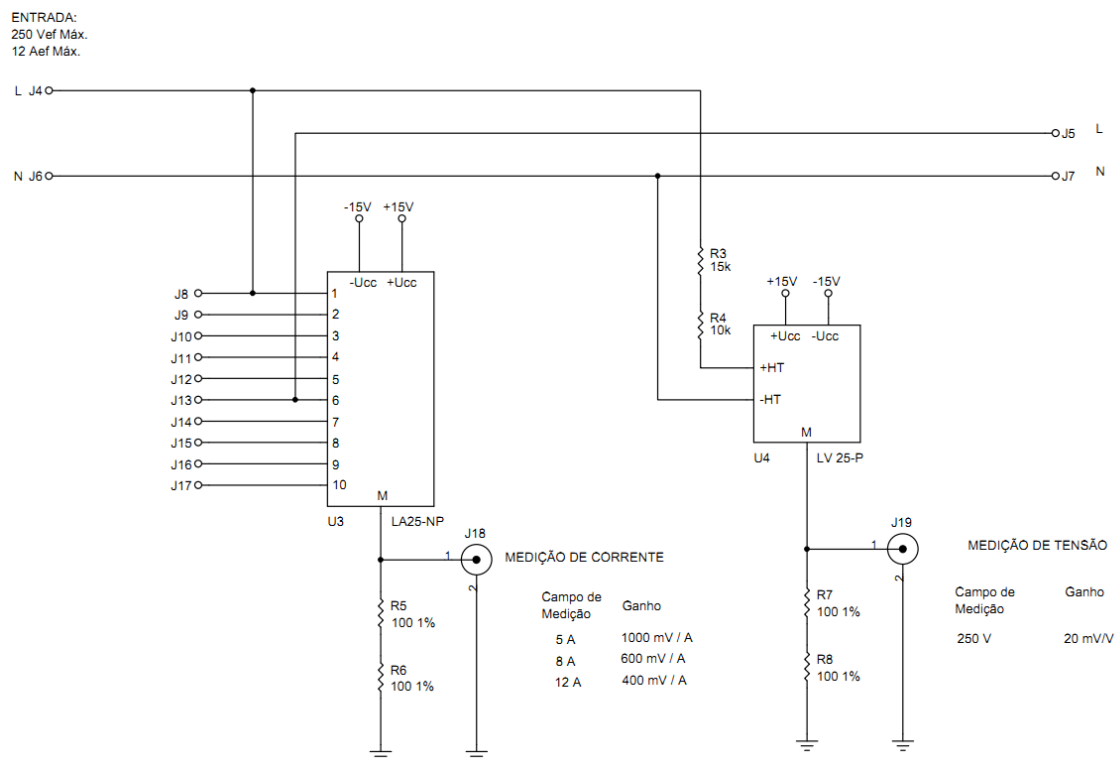 ENTRADA:
250 Vef Máx.
12 Aef Máx.
L J4
J5 L
N J6
J7 N
-15V +15V
-Ucc +Ucc
J8 1
J9 2
J10 3
J11 4
J12 5
J13 6
J14 7
J15 8
J16 9
J17 10
M
U3 LA25-NP
R3
15k
R4
10k
+15V -15V
+Ucc -Ucc
+HT
-HT
M
U4 LV 25-P
J18
1
2
MEDIÇÃO DE CORRENTE
Campo de Medição Ganho
5 A 1000 mV / A
8 A 600 mV / A
12 A 400 mV / A
R5
100 1%
R6
100 1%
J19
1
2
MEDIÇÃO DE TENSÃO
Campo de Medição Ganho
250 V 20 mV/V
R7
100 1%
R8
100 1%